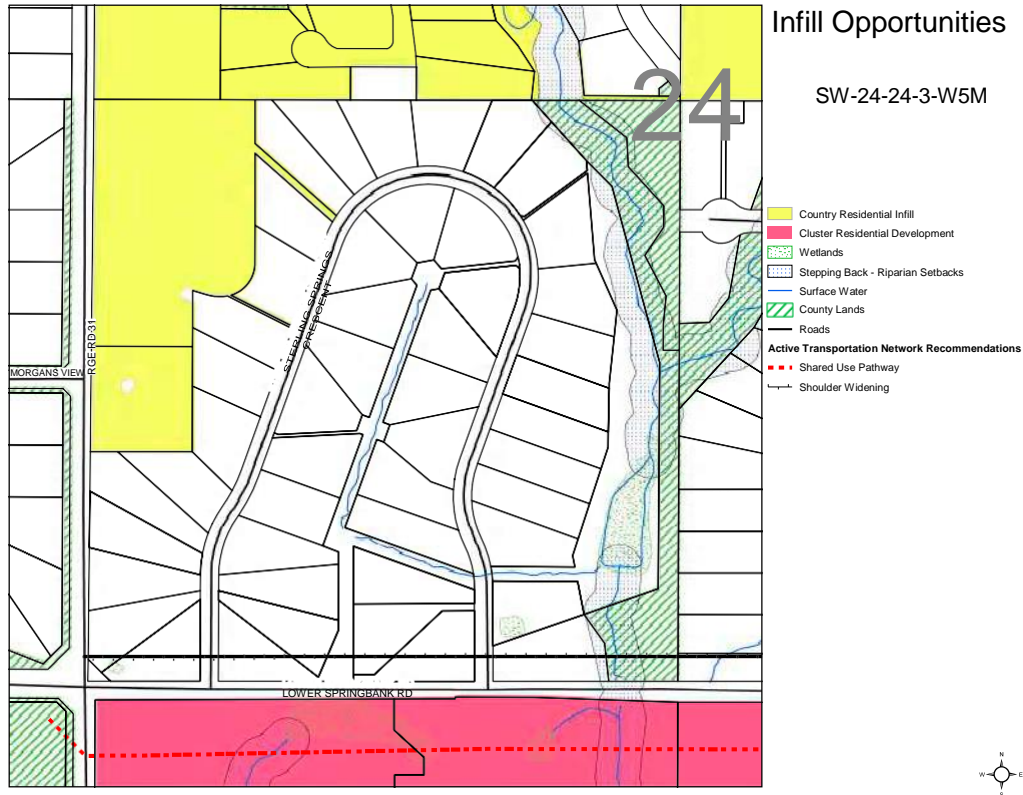 Infill Opportunities
SW-24-24-3-W5M
24
Country Residential Infill
Cluster Residential Development
Wetlands
Stepping Back - Riparian Setbacks
Surface Water
County Lands
Roads
Active Transportation Network Recommendations
Shared Use Pathway
Shoulder Widening
STERLING SPRINGS
CRESCENT
RGE-RD-31
MORGANS VIEW
LOWER SPRINGBANK RD
N
W
E
S